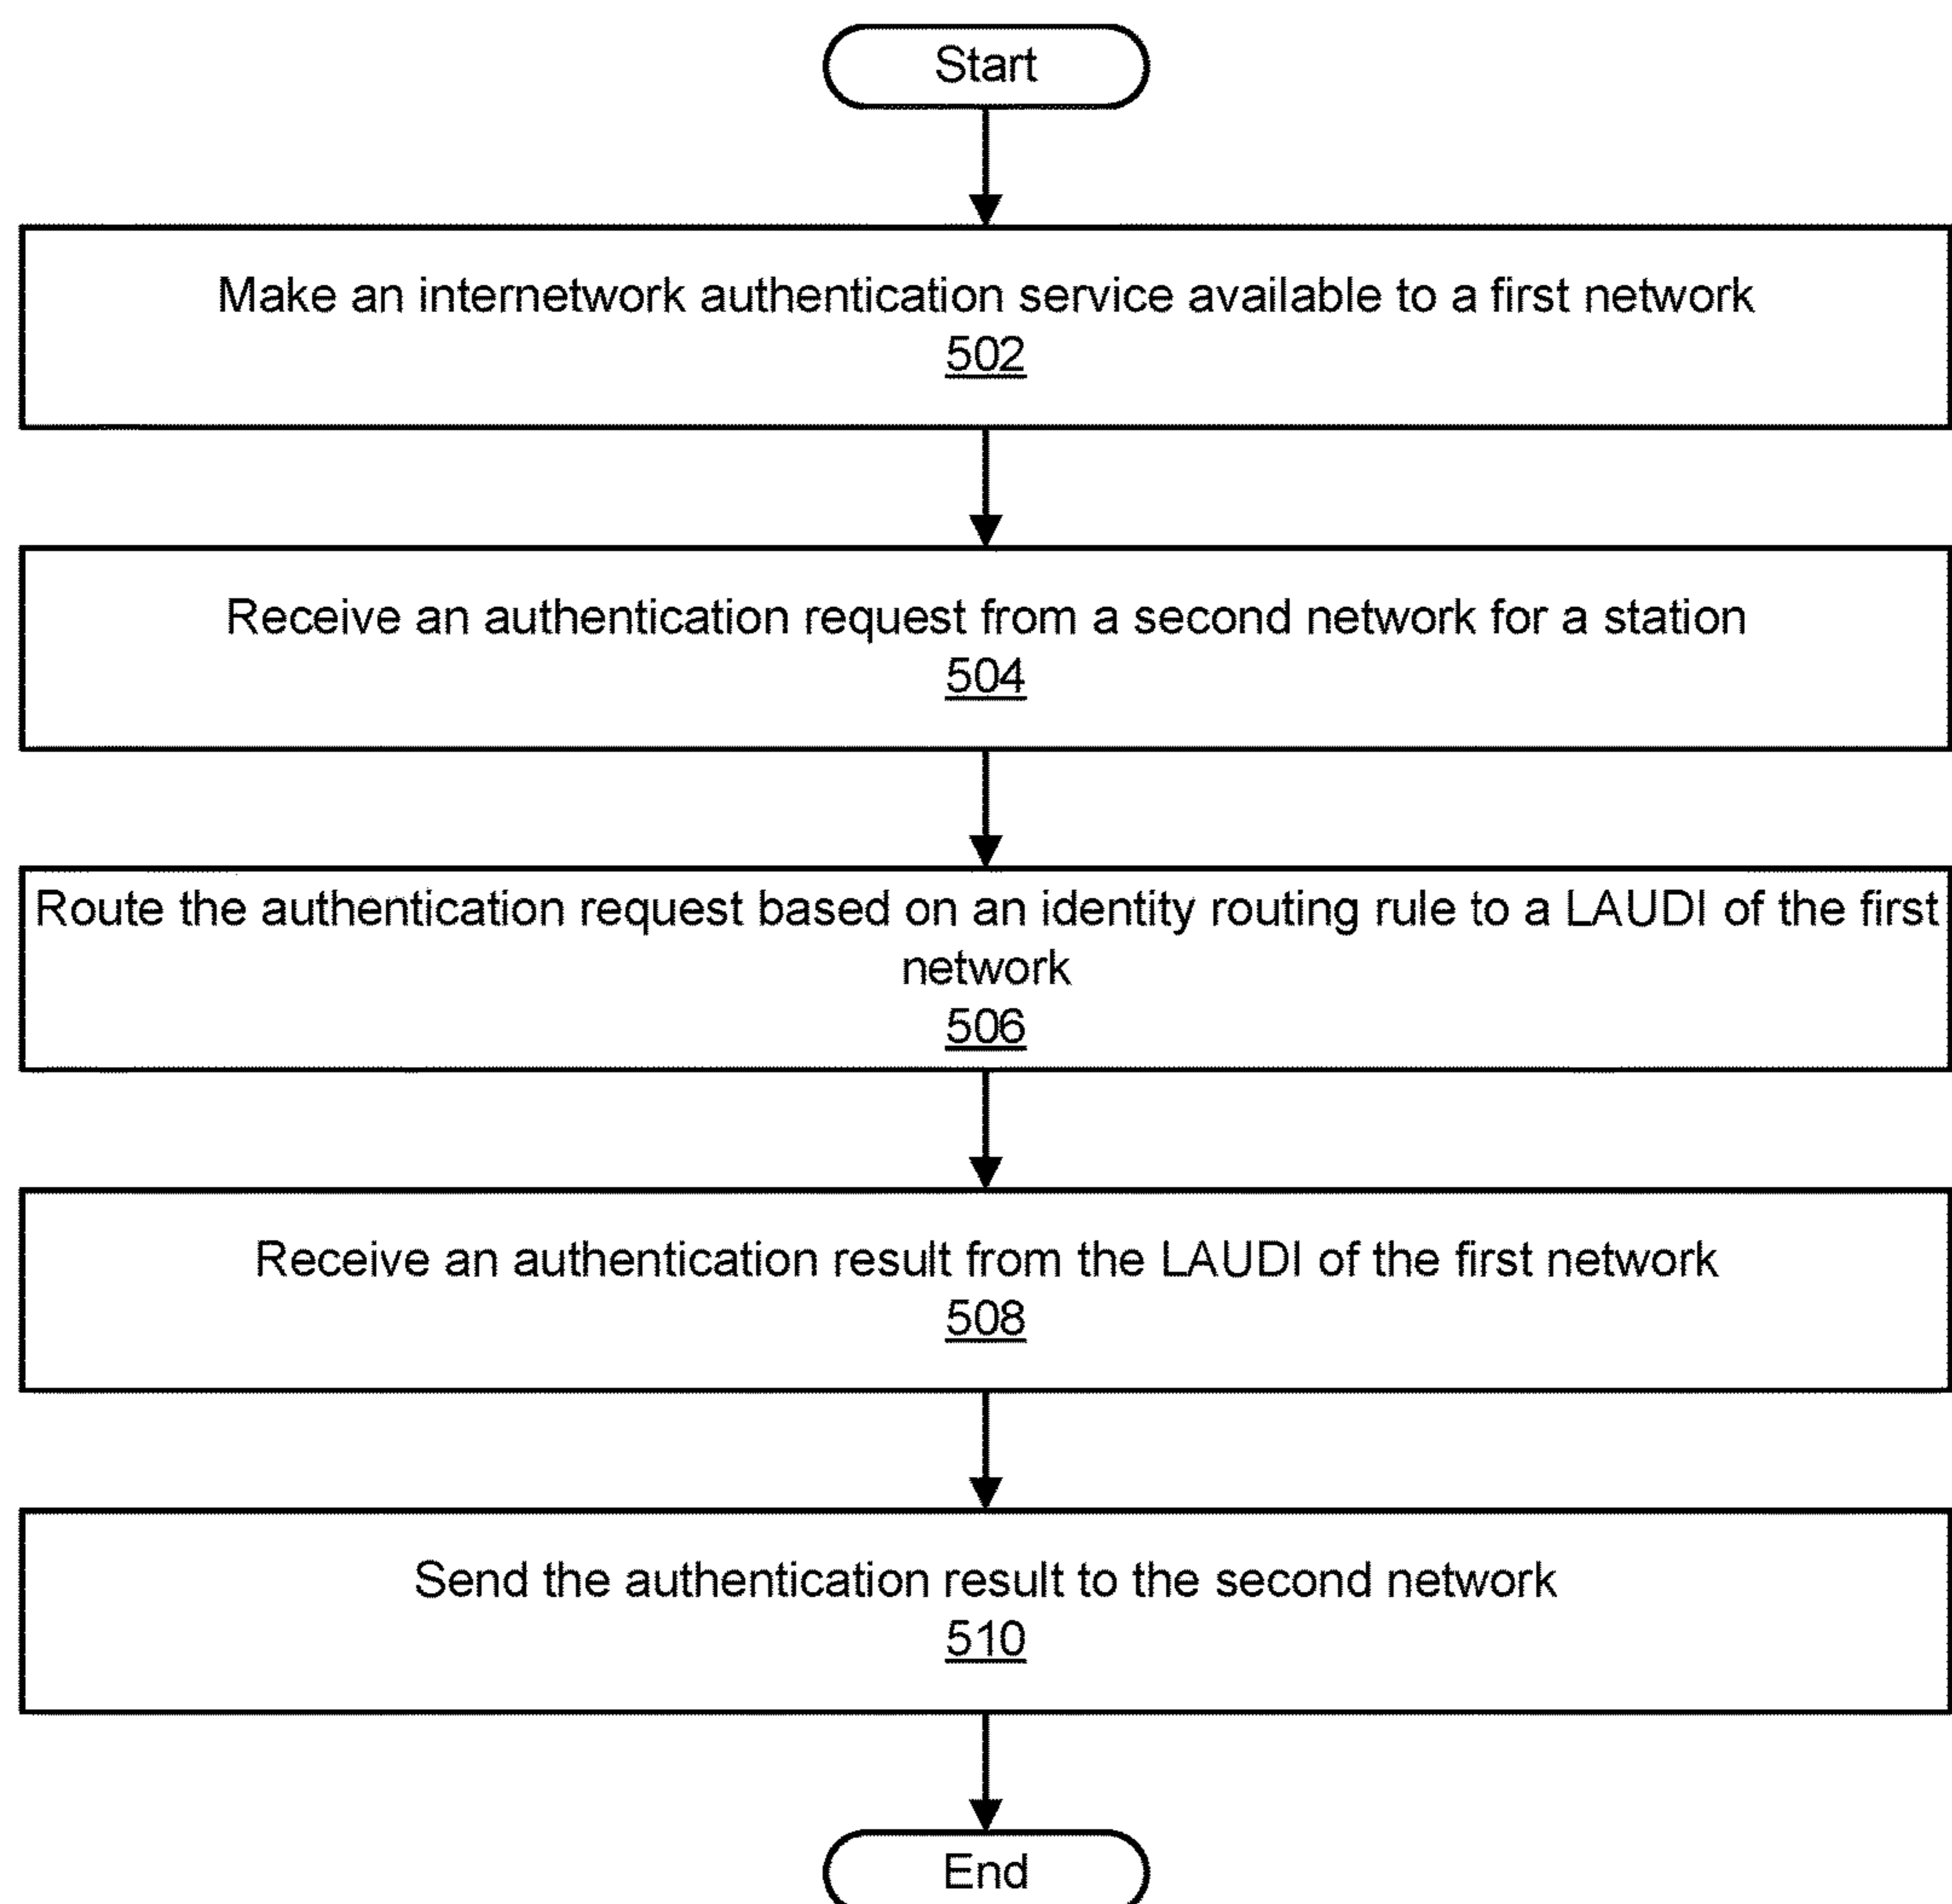 Start
Make an internetwork authentication service available to a first network
502
Receive an authentication request from a second network for a station
504
Route the authentication request based on an identity routing rule to a LAUDI of the first
network
506
Receive an authentication result from the LAUDI of the first network
508
Send the authentication result to the second network
510
End